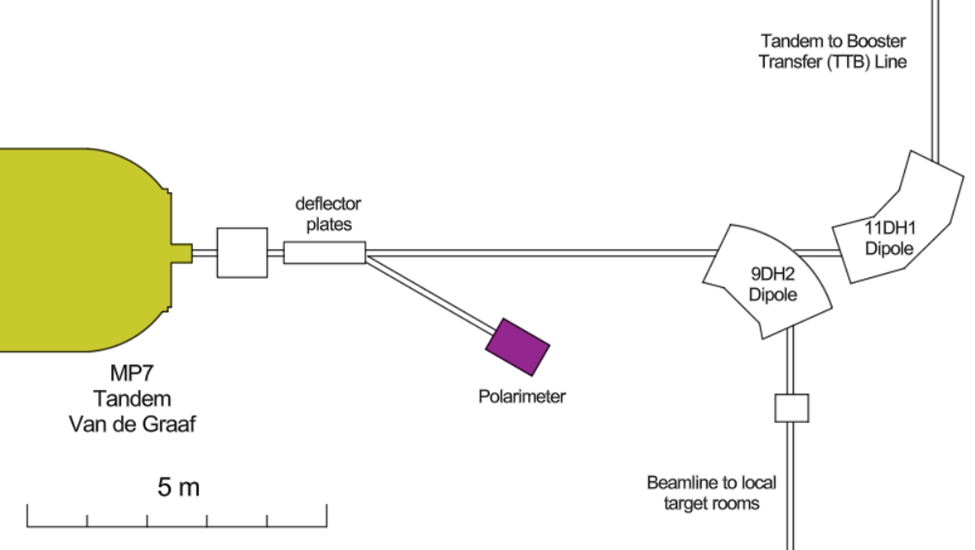 Tandem to Booster
Transfer (TTB) Line
deflector
plates
11DH1
Dipole
9DH2
Dipole
MP7
Tandem
Van de Graaf
Polarimeter
5 m
Beamline to local
target rooms